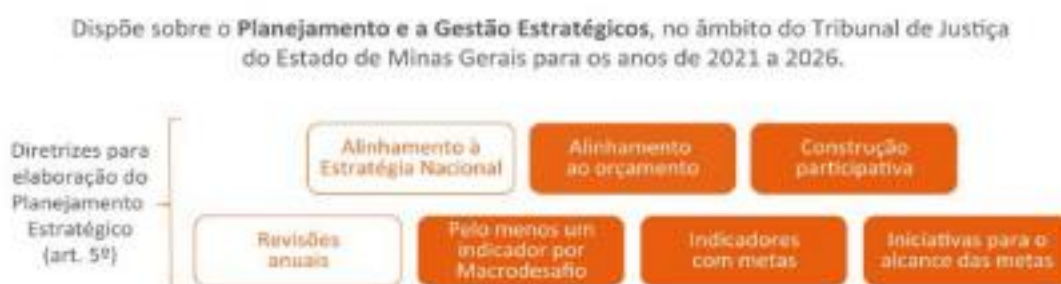 Dispõe sobre o Planejamento e a Gestão Estratégicos, no âmbito do Tribunal de Justiça
do Estado de Minas Gerais para os anos de 2021 a 2026.
Diretrizes para
elaboração do
Planejamento
Estratégico
(art. 5º)
Alinhamento à
Estratégia Nacional
Alinhamento
ao orçamento
Construção
participativa
Revisões
anuais
Pelo menos um
indicador por
Macrodesafio
Indicadores
com metas
Iniciativas para o
alcance das metas